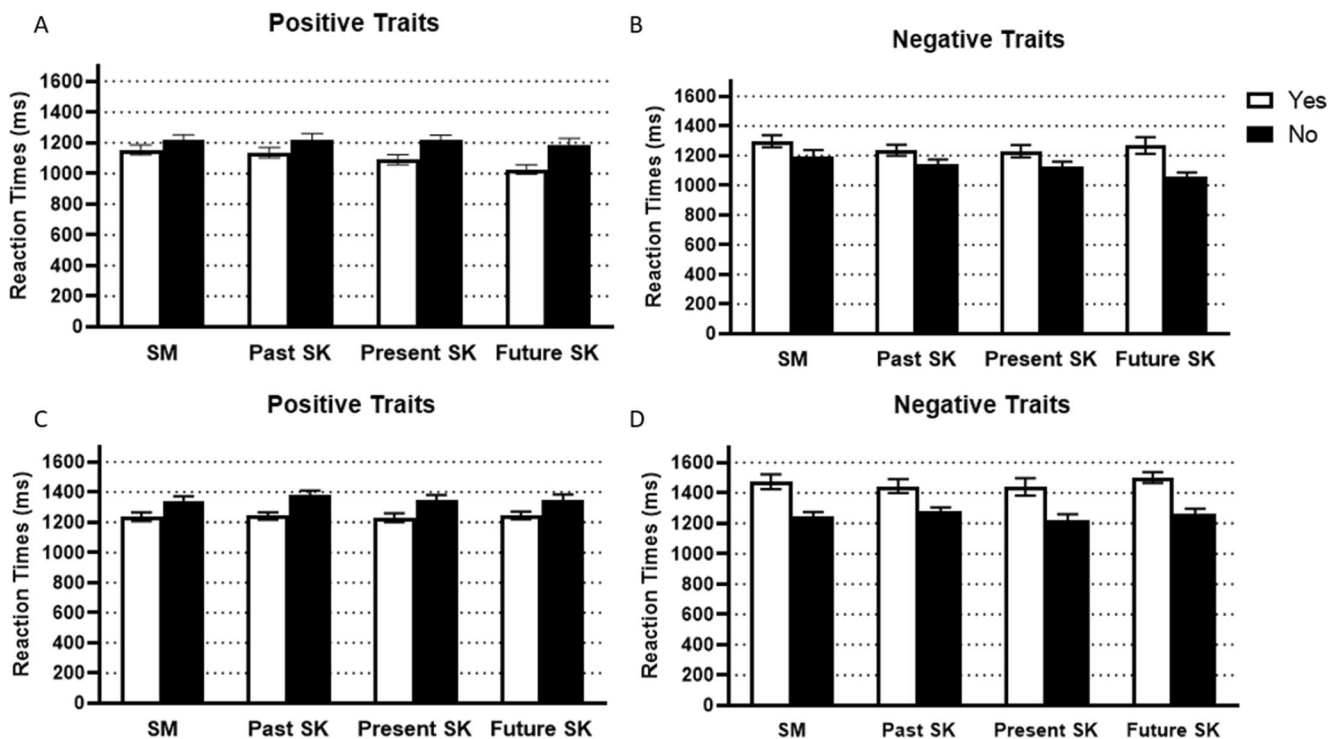 A
Positive Traits
Reaction Times (ms)
1600
1400
1200
1000
800
600
400
200
0
SM Past SK Present SK Future SK
B
Negative Traits
Reaction Times (ms)
1600
1400
1200
1000
800
600
400
200
0
SM Past SK Present SK Future SK
Yes
No
C
Positive Traits
Reaction Times (ms)
1600
1400
1200
1000
800
600
400
200
0
SM Past SK Present SK Future SK
D
Negative Traits
Reaction Times (ms)
1600
1400
1200
1000
800
600
400
200
0
SM Past SK Present SK Future SK